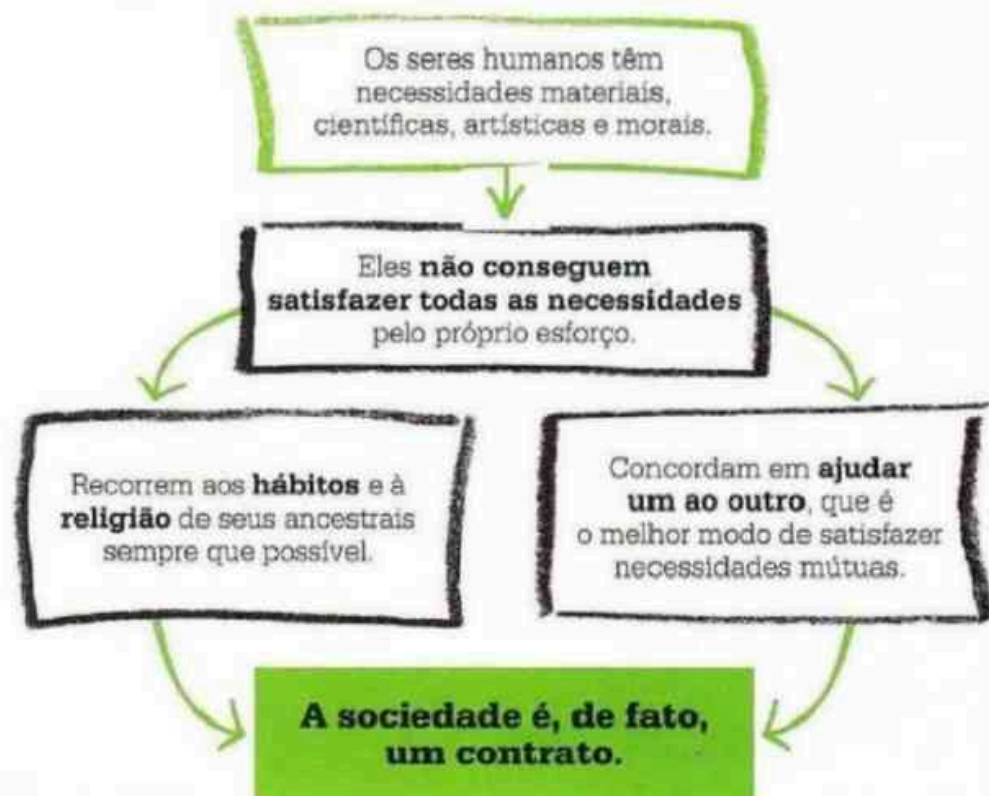 Os seres humanos têm
necessidades materiais,
científicas, artísticas e morais.
Eles não conseguem
satisfazer todas as necessidades
pelo próprio esforço.
Recorrem aos hábitos e à
religião de seus ancestrais
sempre que possível.
Concordam em ajudar
um ao outro, que é
o melhor modo de satisfazer
necessidades mútuas.
A sociedade é, de fato,
um contrato.